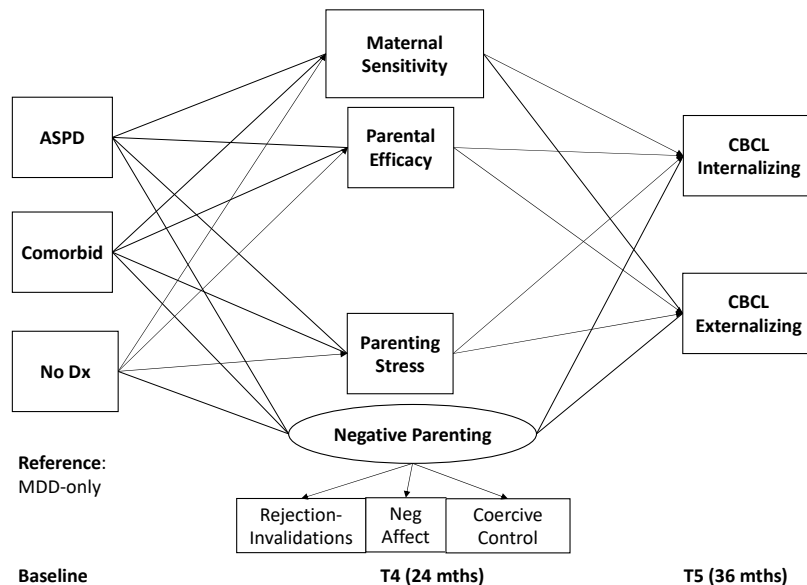 Maternal
Sensitivity
ASPD
Parental
Efficacy
CBCL
Internalizing
Comorbid
CBCL
Externalizing
No Dx
Parenting
Stress
Negative Parenting
Reference:
MDD-only
Rejection-
Invalidations
Neg
Affect
Coercive
Control
Baseline
T4 (24 mths)
T5 (36 mths)